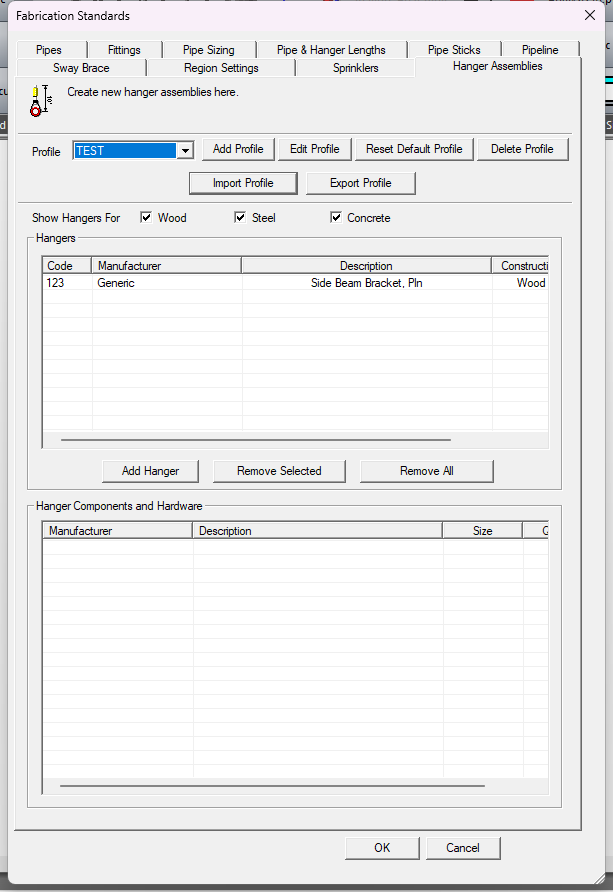 Fabrication Standards
Pipes Fittings Pipe Sizing Pipe & Hanger Lengths Pipe Sticks Pipeline
Sway Brace Region Settings Sprinklers Hanger Assemblies
Create new hanger assemblies here.
Profile TEST Add Profile Edit Profile Reset Default Profile Delete Profile
Import Profile Export Profile
Show Hangers For Wood Steel Concrete
Hangers
Code Manufacturer Description Constructi
123 Generic Side Beam Bracket, Pln Wood
Add Hanger Remove Selected Remove All
Hanger Components and Hardware
Manufacturer Description Size
OK Cancel